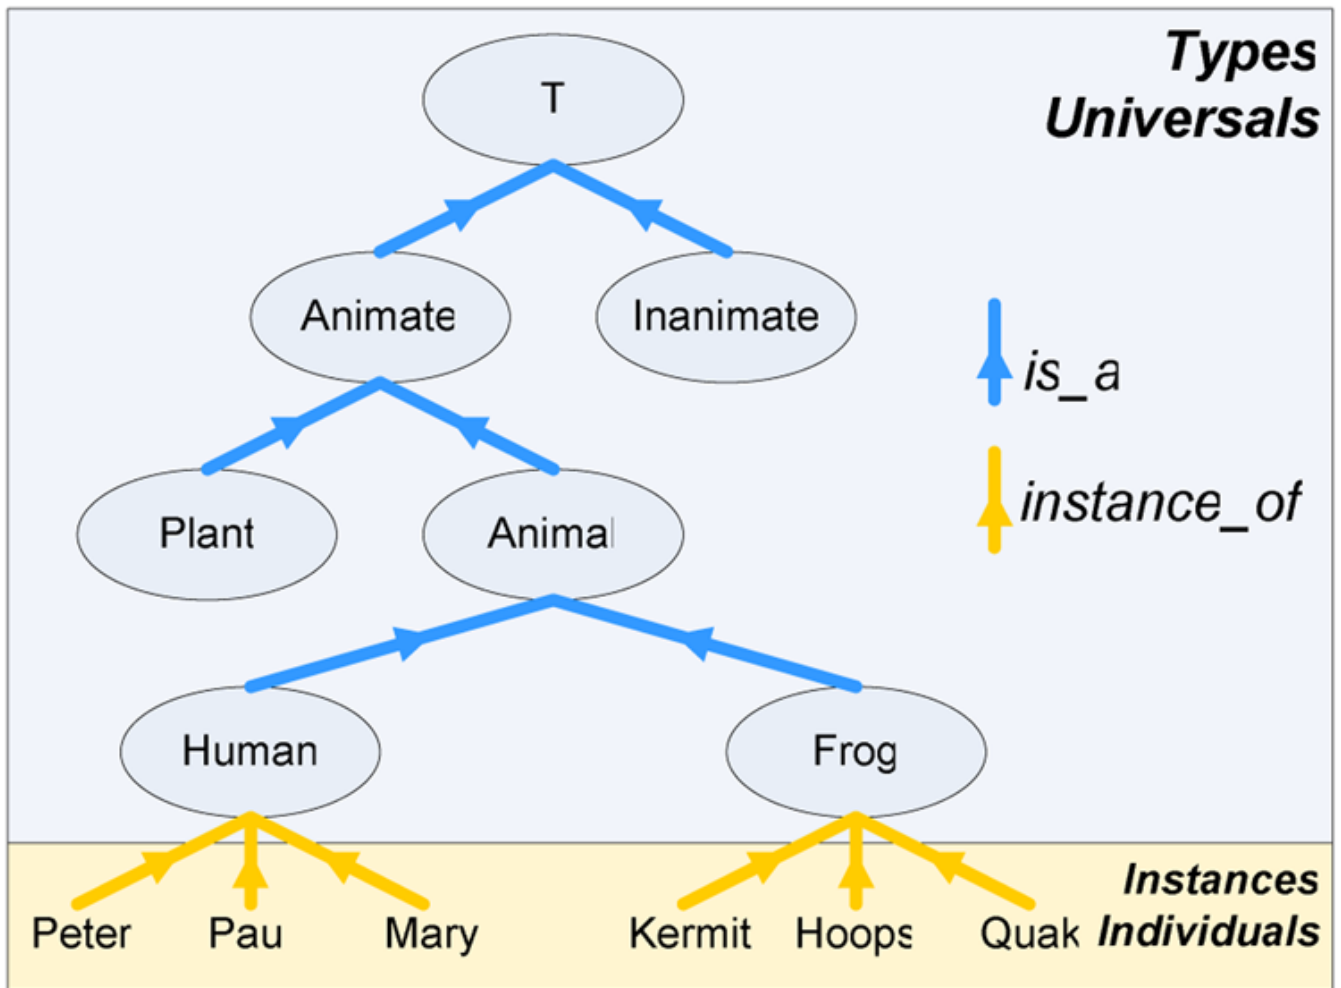 Types
Universals
T
Animate
Inanimate
is_a
instance_of
Plant
Animal
Human
Frog
Peter
Pau
Mary
Kermit
Hoops
Quak
Instances
Individuals